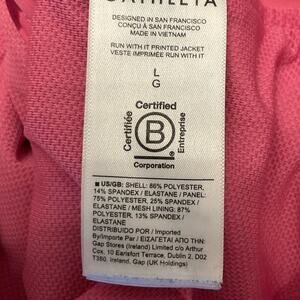 ATHLETA
DESIGNED IN SAN FRANCISCO
CONÇU À SAN FRANCISCO
MADE IN VIETNAM
RUN WITH IT PRINTED JACKET
VESTE IMPRIMÉE RUN WITH IT
L
G
Certified
Certifiée
B
Entreprise
Corporation
■ US/GB: SHELL: 86% POLYESTER,
14% SPANDEX / ELASTANE / PANEL:
75% POLYESTER, 25% SPANDEX /
ELASTANE / MESH LINING: 87%
POLYESTER, 13% SPANDEX /
ELASTANE
DISTRIBUIDO POR / Imported
By/Importe Par / ΕΙΣΑΓΕΤΑΙ ΑΠΟ ΤΗΝ:
Gap Stores (Ireland) Limited c/o Arthur
Cox, 10 Earlsfort Terrace, Dublin 2, D02
T380, Ireland, Gap (UK Holdings)